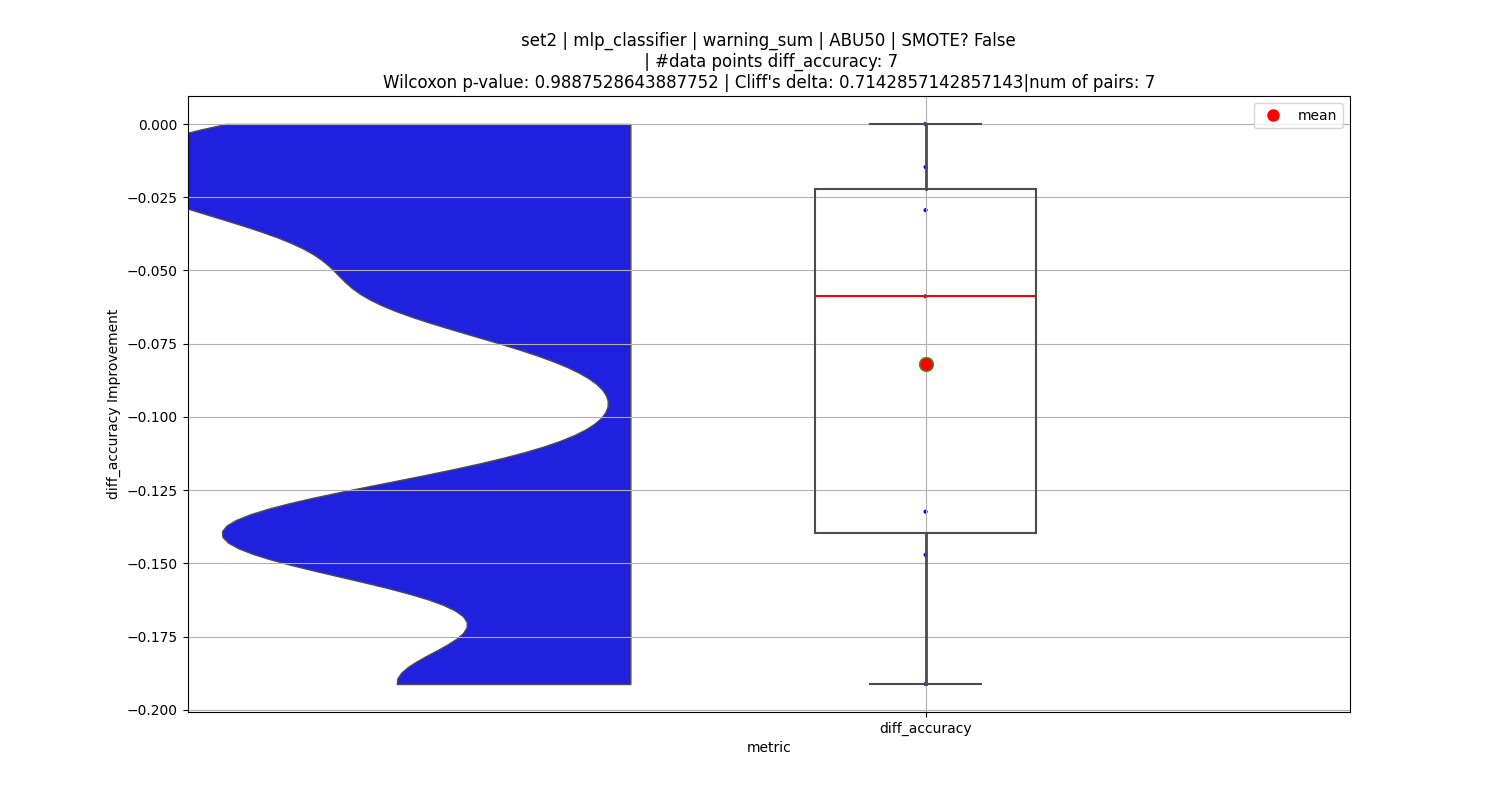 set2 | mlp_classifier | warning_sum | ABU50 | SMOTE? False
| #data points diff_accuracy: 7
Wilcoxon p-value: 0.9887528643887752 | Cliff's delta: 0.7142857142857143|num of pairs: 7
mean
0.000
−0.025
−0.050
−0.075
−0.100
−0.125
−0.150
−0.175
−0.200
diff_accuracy Improvement
diff_accuracy
metric